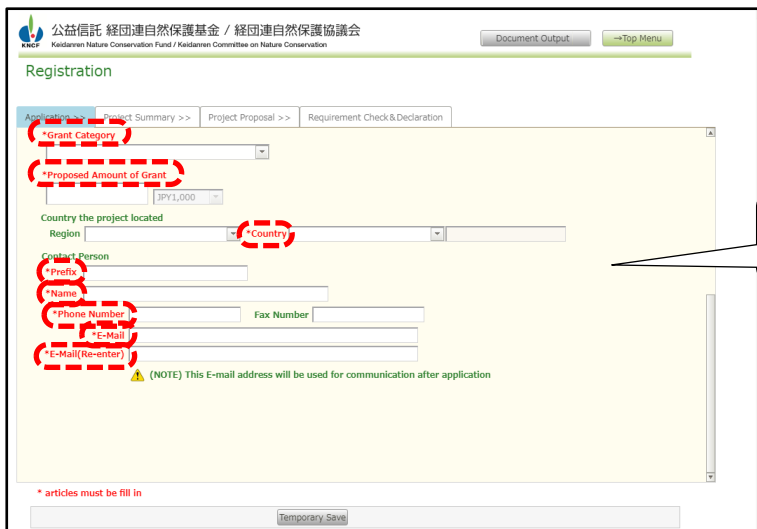 公益信託 経団連自然保護基金 / 経団連自然保護協議会
KNCF Keidanren Nature Conservation Fund / Keidanren Committee on Nature Conservation
Document Output →Top Menu
Registration
Application >> Project Summary >> Project Proposal >> Requirement Check&Declaration
*Grant Category
*Proposed Amount of Grant
JPY1,000
Country the project located
Region *Country
Contact Person
*Prefix
*Name
*Phone Number Fax Number
*E-Mail
*E-Mail(Re-enter)
(NOTE) This E-mail address will be used for communication after application
* articles must be fill in
Temporary Save